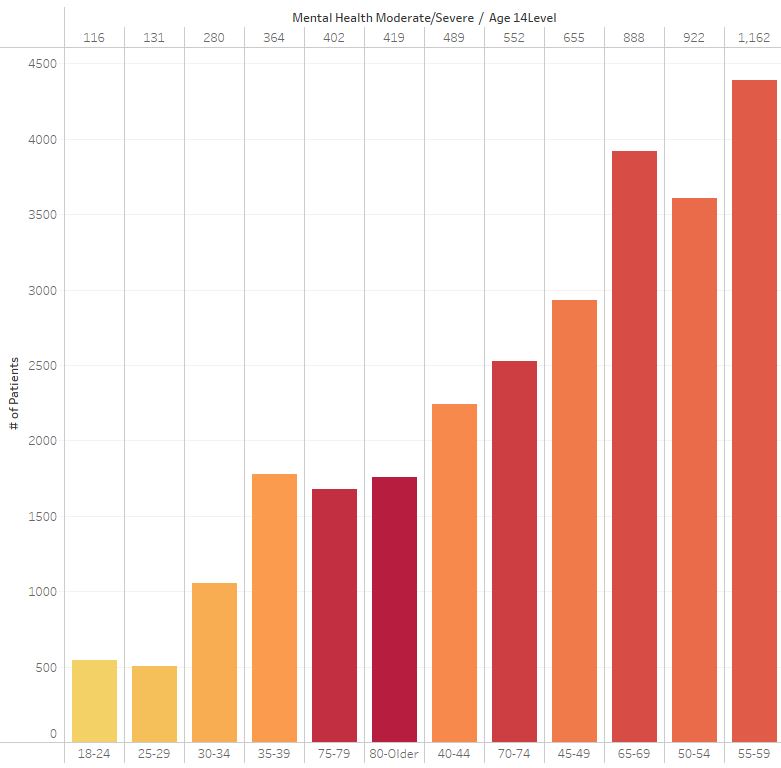 Mental Health Moderate/Severe / Age 14Level
116 131 280 364 402 419 489 552 655 888 922 1,162
4500
4000
3500
3000
2500
2000
1500
1000
500
0
# of Patients
18-24 25-29 30-34 35-39 75-79 80-Older 40-44 70-74 45-49 65-69 50-54 55-59